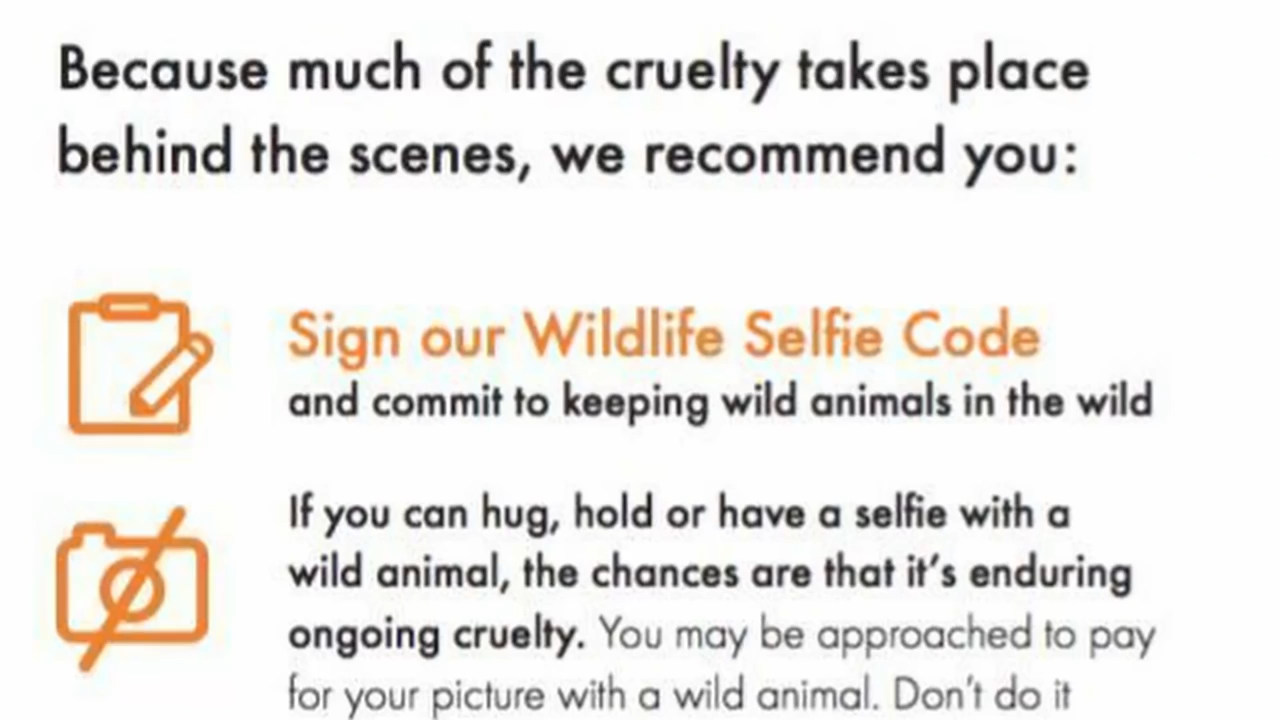 Because much of the cruelty takes place
behind the scenes, we recommend you:
Sign our Wildlife Selfie Code
and commit to keeping wild animals in the wild
If you can hug, hold or have a selfie with a
wild animal, the chances are that it's enduring
ongoing cruelty. You may be approached to pay
for your picture with a wild animal. Don't do it